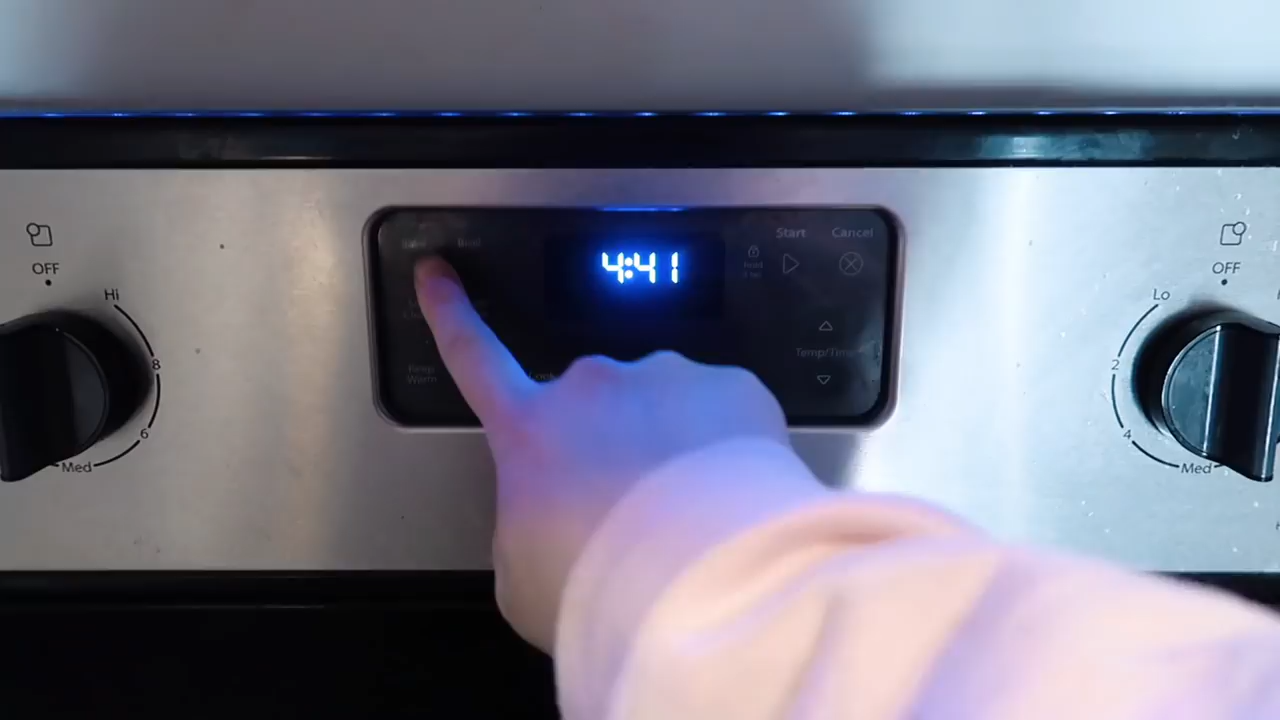 OFF
Hi
8
6
Med
Bake
Broil
Keep
Warm
4:41
Start
Cancel
Temp/Time
OFF
Lo
2
4
Med